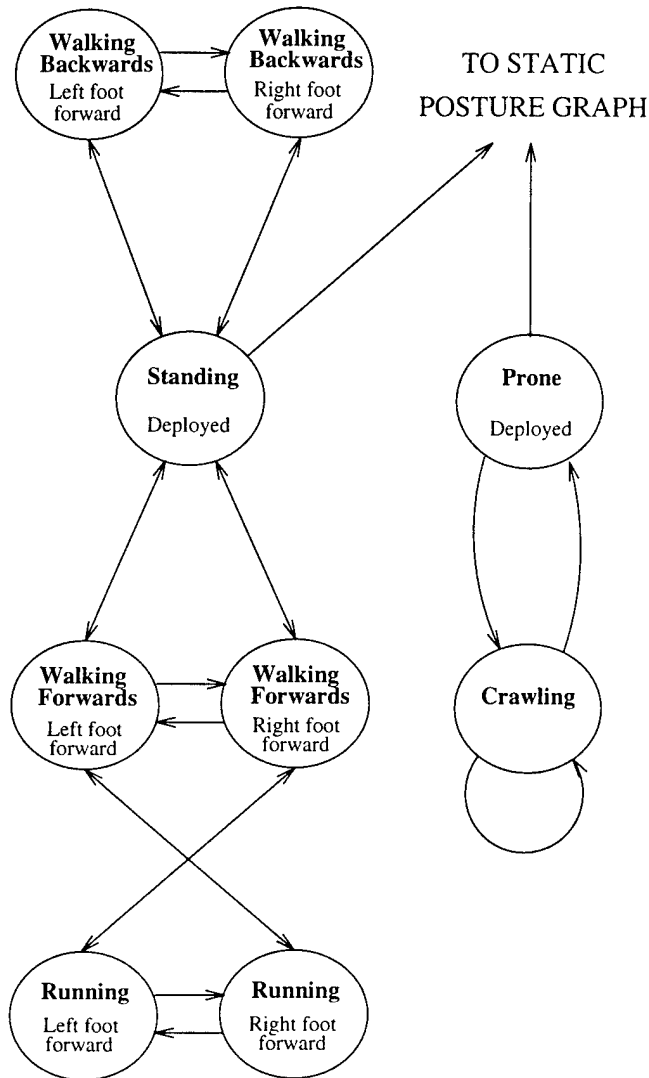 Walking
Backwards
Left foot
forward
Walking
Backwards
Right foot
forward
TO STATIC
POSTURE GRAPH
Standing
Deployed
Prone
Deployed
Walking
Forwards
Left foot
forward
Walking
Forwards
Right foot
forward
Crawling
Running
Left foot
forward
Running
Right foot
forward